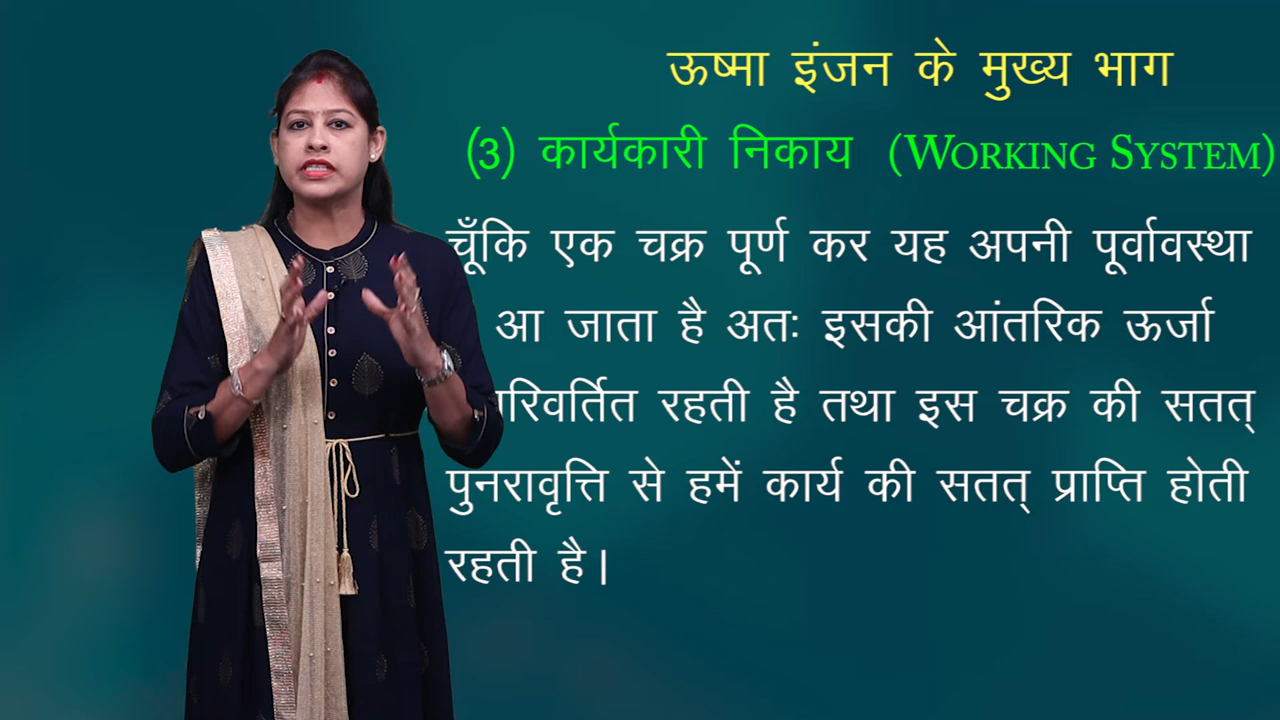 ऊष्मा इंजन के मुख्य भाग
(3) कार्यकारी निकाय (WORKING SYSTEM)
चूँकि एक चक्र पूर्ण कर यह अपनी पूर्वावस्था
आ जाता है अतः इसकी आंतरिक ऊर्जा
रहती है तथा इस चक्र की सतत्
पुनरावृत्ति से हमें कार्य की सतत् प्राप्ति होती
रहती है।